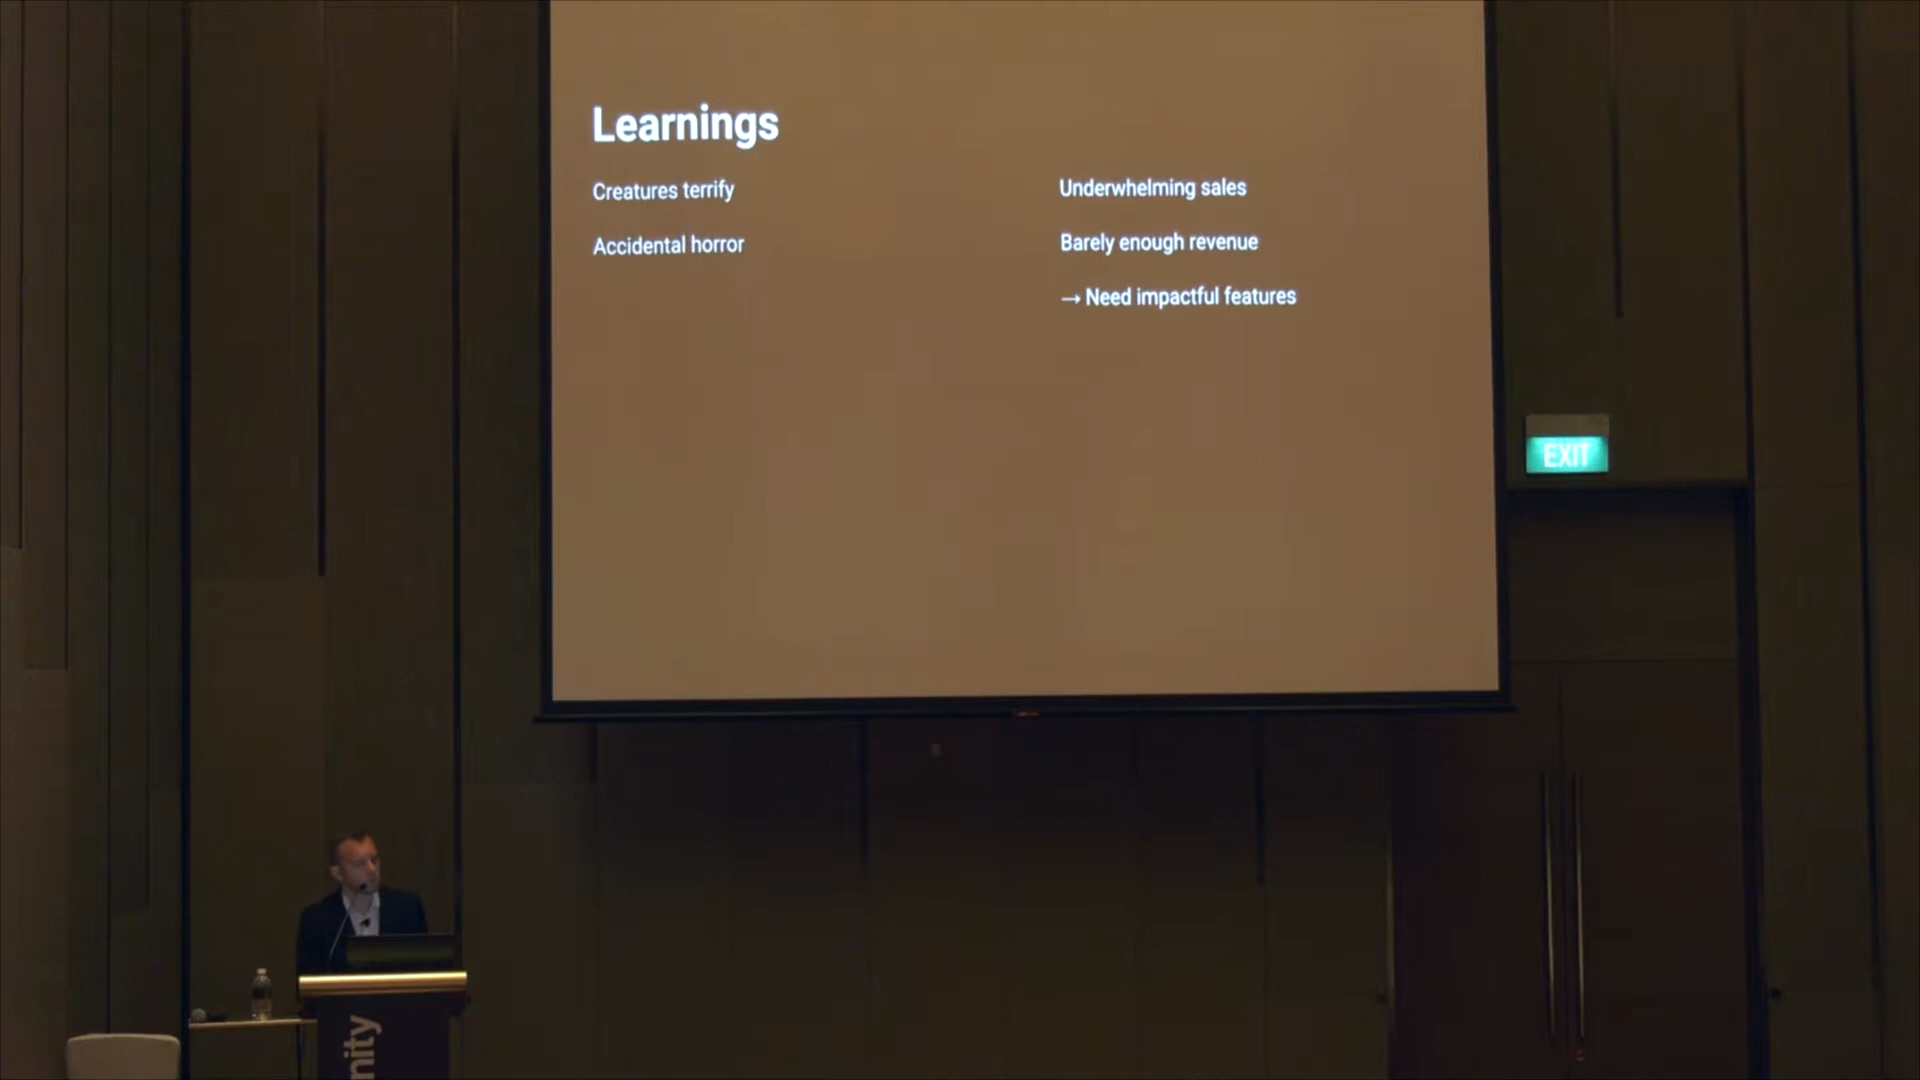 Learnings
Creatures terrify
Accidental horror
Underwhelming sales
Barely enough revenue
→ Need impactful features
EXIT
nity